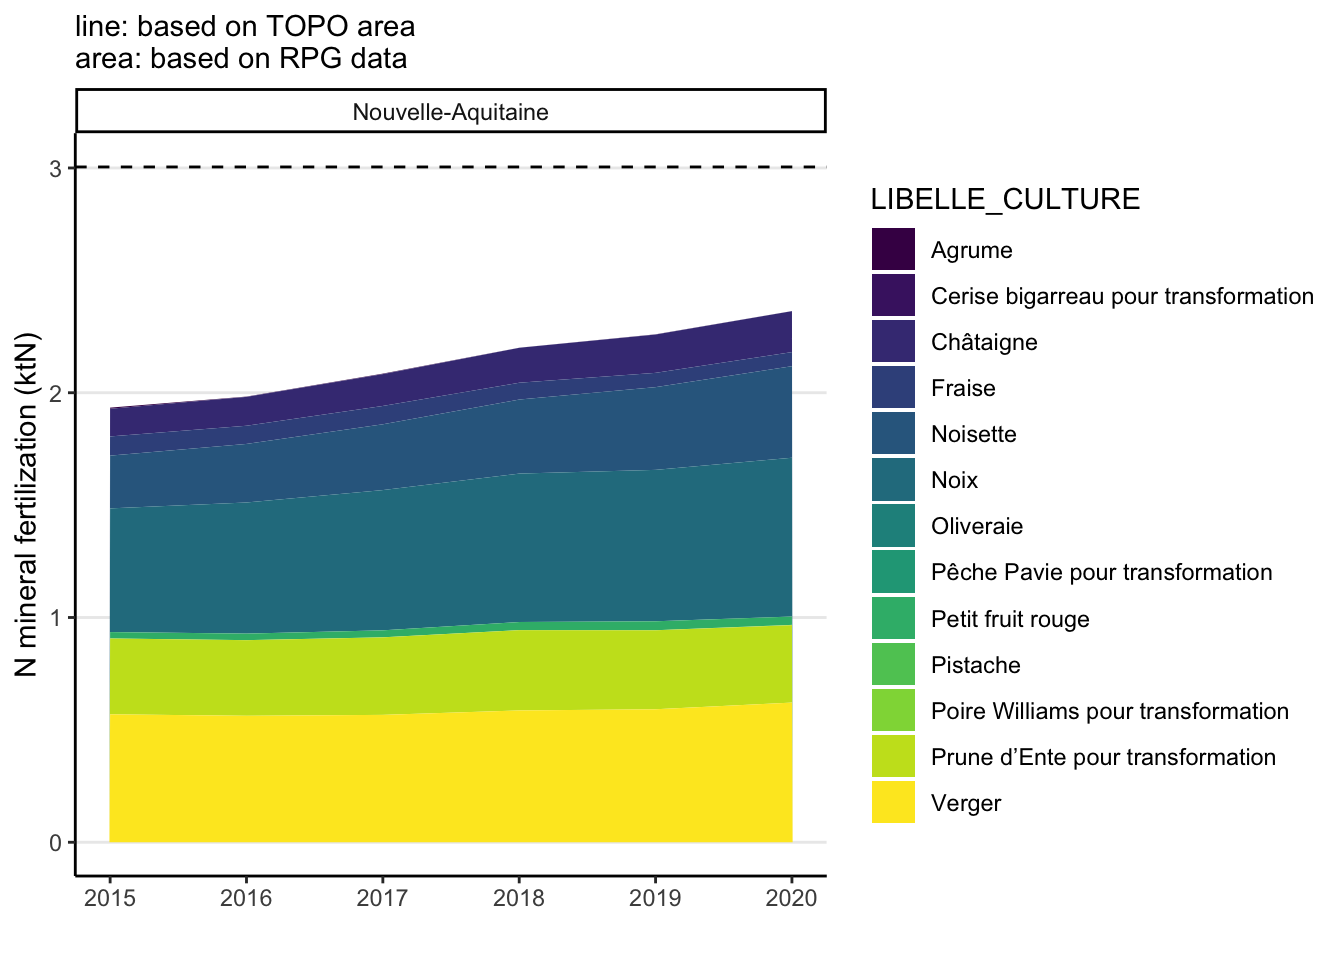 line: based on TOPO area
area: based on RPG data
Nouvelle-Aquitaine
N mineral fertilization (ktN)
3
2
1
0
2015 2016 2017 2018 2019 2020
LIBELLE_CULTURE
Agrume
Cerise bigarreau pour transformation
Châtaigne
Fraise
Noisette
Noix
Oliveraie
Pêche Pavie pour transformation
Petit fruit rouge
Pistache
Poire Williams pour transformation
Prune d’Ente pour transformation
Verger